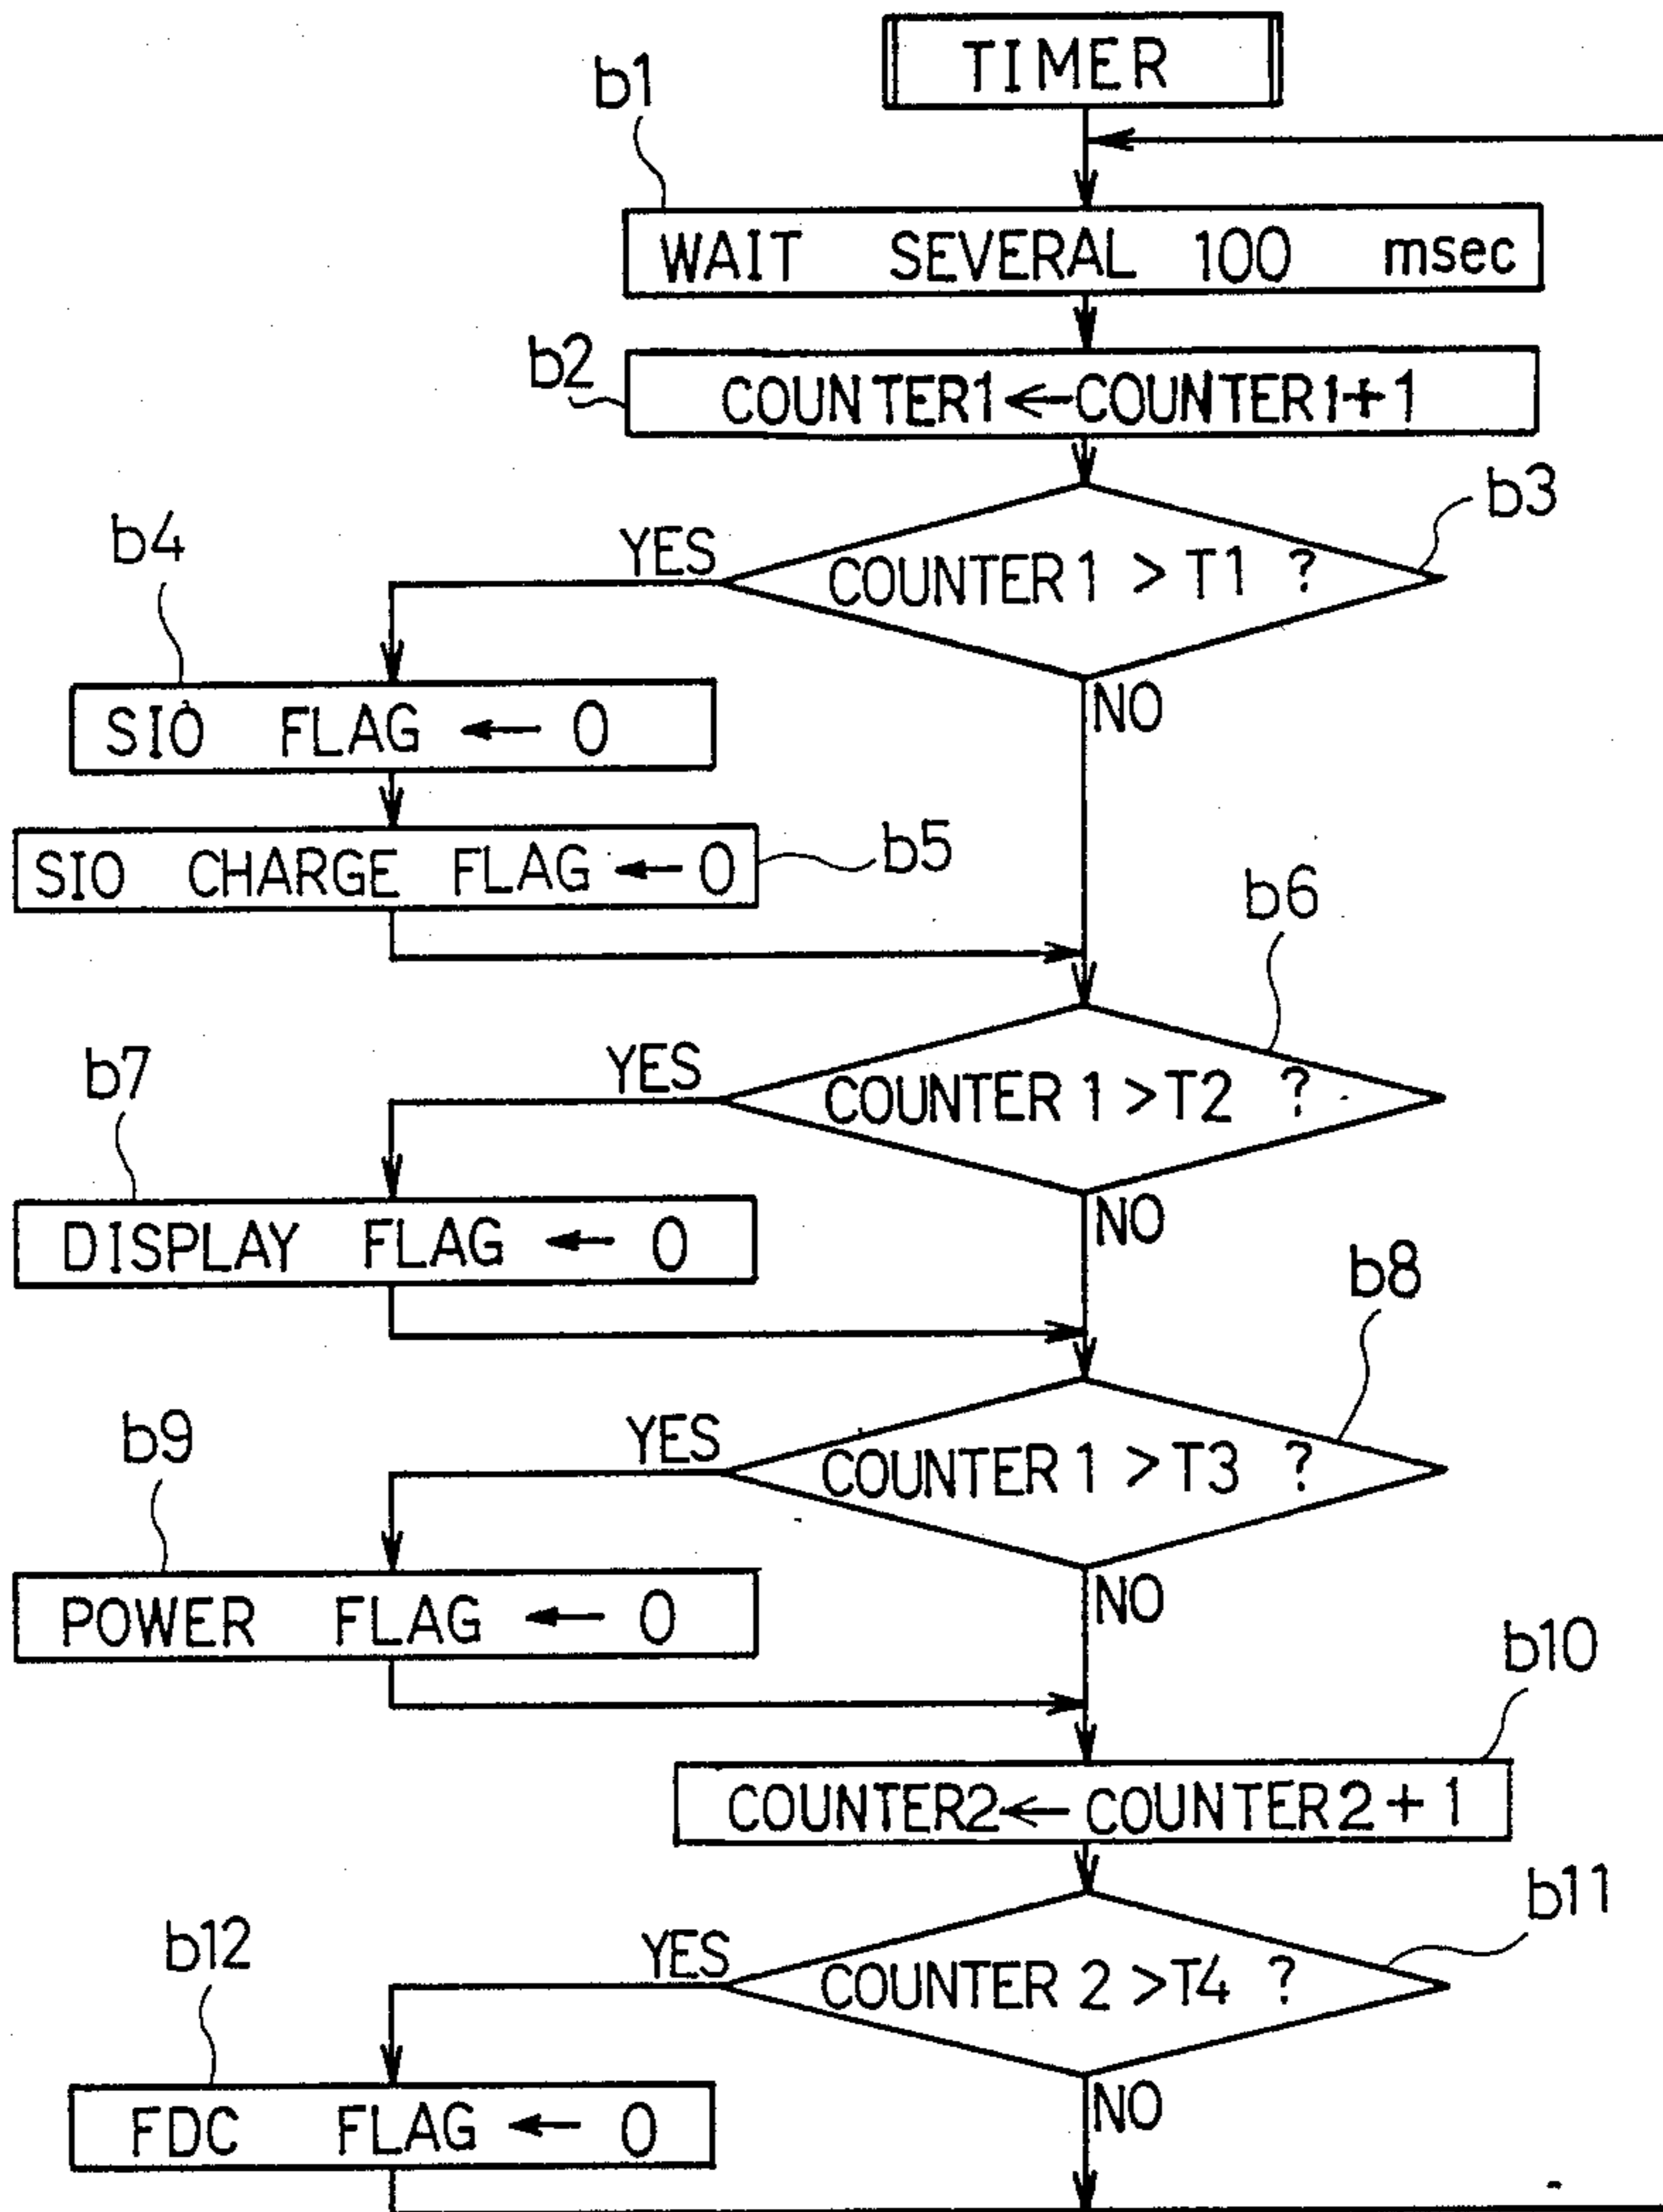 TIMER
b1
WAIT SEVERAL 100 msec
b2
COUNTER1←COUNTER1+1
b3
COUNTER1 > T1 ?
YES
NO
b4
SIO FLAG ← 0
SIO CHARGE FLAG ← 0
b5
b6
COUNTER 1 >T2 ?
YES
NO
b7
DISPLAY FLAG ← 0
b8
COUNTER 1 >T3 ?
YES
NO
b9
POWER FLAG ← 0
b10
COUNTER2← COUNTER2+1
b11
COUNTER 2 >T4 ?
YES
NO
b12
FDC FLAG ← 0